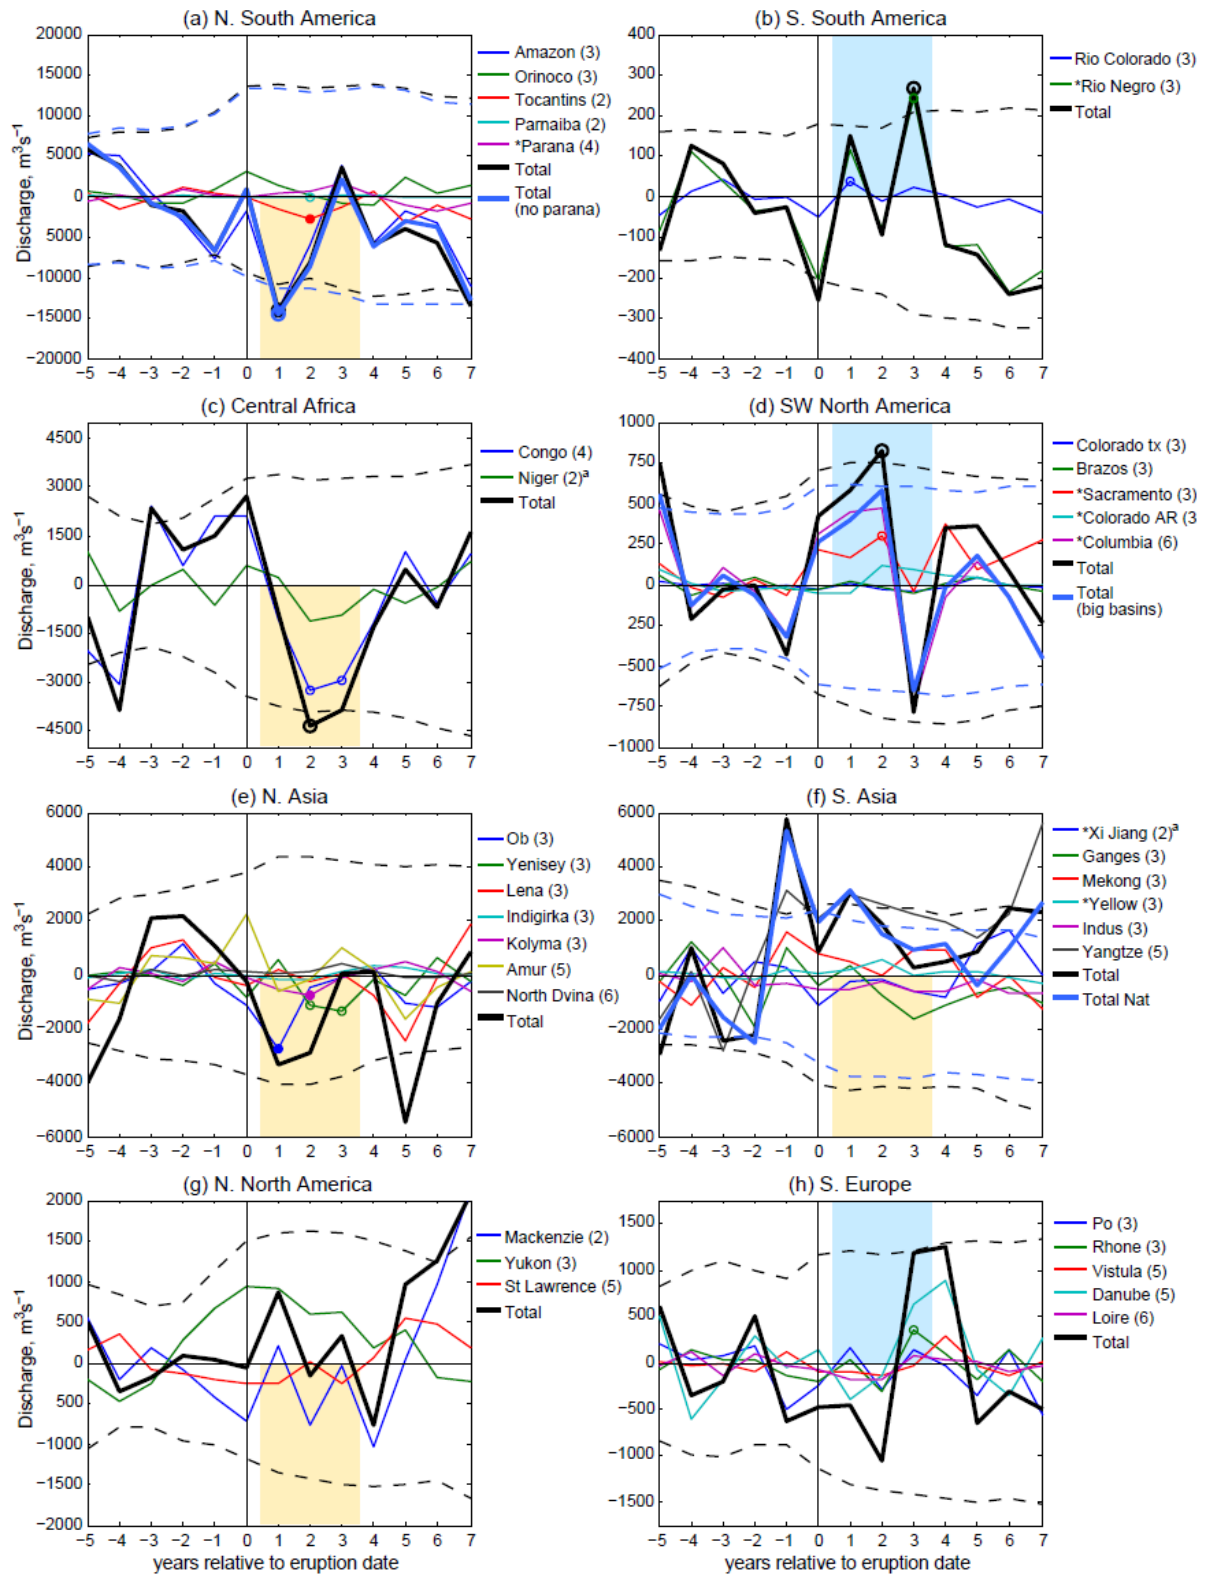 (a) N. South America
Discharge, m³s⁻¹
20000
15000
10000
5000
0
5000
−10000
−15000
−20000
−5 −4 −3 −2 −1 0 1 2 3 4 5 6 7
Amazon (3)
Orinoco (3)
Tocantins (2)
Parnaiba (2)
*Parana (4)
Total
Total
(no parana)
(b) S. South America
400
300
200
100
0
−100
−200
−300
−400
−5 −4 −3 −2 −1 0 1 2 3 4 5 6 7
Rio Colorado (3)
*Rio Negro (3)
Total
(c) Central Africa
Discharge, m³s⁻¹
4500
3000
1500
0
−1500
−3000
−4500
−5 −4 −3 −2 −1 0 1 2 3 4 5 6 7
Congo (4)
Niger (2)ª
Total
(d) SW North America
1000
750
500
250
0
250
−500
−750
−1000
−5 −4 −3 −2 −1 0 1 2 3 4 5 6 7
Colorado tx (3)
Brazos (3)
*Sacramento (3)
*Colorado AR (3
*Columbia (6)
Total
Total
(big basins)
(e) N. Asia
Discharge, m³s⁻¹
6000
4000
2000
0
−2000
−4000
−6000
−5 −4 −3 −2 −1 0 1 2 3 4 5 6 7
Ob (3)
Yenisey (3)
Lena (3)
Indigirka (3)
Kolyma (3)
Amur (5)
North Dvina (6)
Total
(f) S. Asia
6000
4000
2000
0
−2000
−4000
−6000
−5 −4 −3 −2 −1 0 1 2 3 4 5 6 7
*Xi Jiang (2)ª
Ganges (3)
Mekong (3)
*Yellow (3)
Indus (3)
Yangtze (5)
Total
Total Nat
(g) N. North America
Discharge, m³s⁻¹
2000
1500
1000
500
0
−500
−1000
−1500
−2000
−5 −4 −3 −2 −1 0 1 2 3 4 5 6 7
years relative to eruption date
Mackenzie (2)
Yukon (3)
St Lawrence (5)
Total
(h) S. Europe
1500
1000
500
0
−500
−1000
−1500
−5 −4 −3 −2 −1 0 1 2 3 4 5 6 7
years relative to eruption date
Po (3)
Rhone (3)
Vistula (5)
Danube (5)
Loire (6)
Total